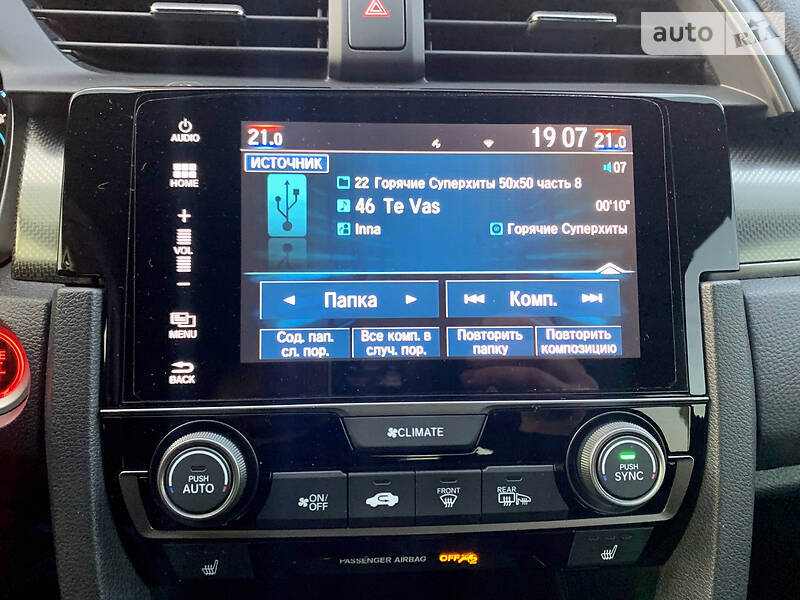 auto RIA
21.0
19 07 21.0
AUDIO
ИСТОЧНИК
07
HOME
22 Горячие Суперхиты 50x50 часть 8
46 Te Vas
00'10"
+
VOL
−
Inna
Горячие Суперхиты
Папка
Комп.
MENU
Сод. пап. сл. пор.
Все комп. в случ. пор.
Повторить папку
Повторить композицию
BACK
CLIMATE
PUSH
AUTO
ON/
OFF
FRONT
REAR
PUSH
SYNC
PASSENGER AIRBAG
OFF